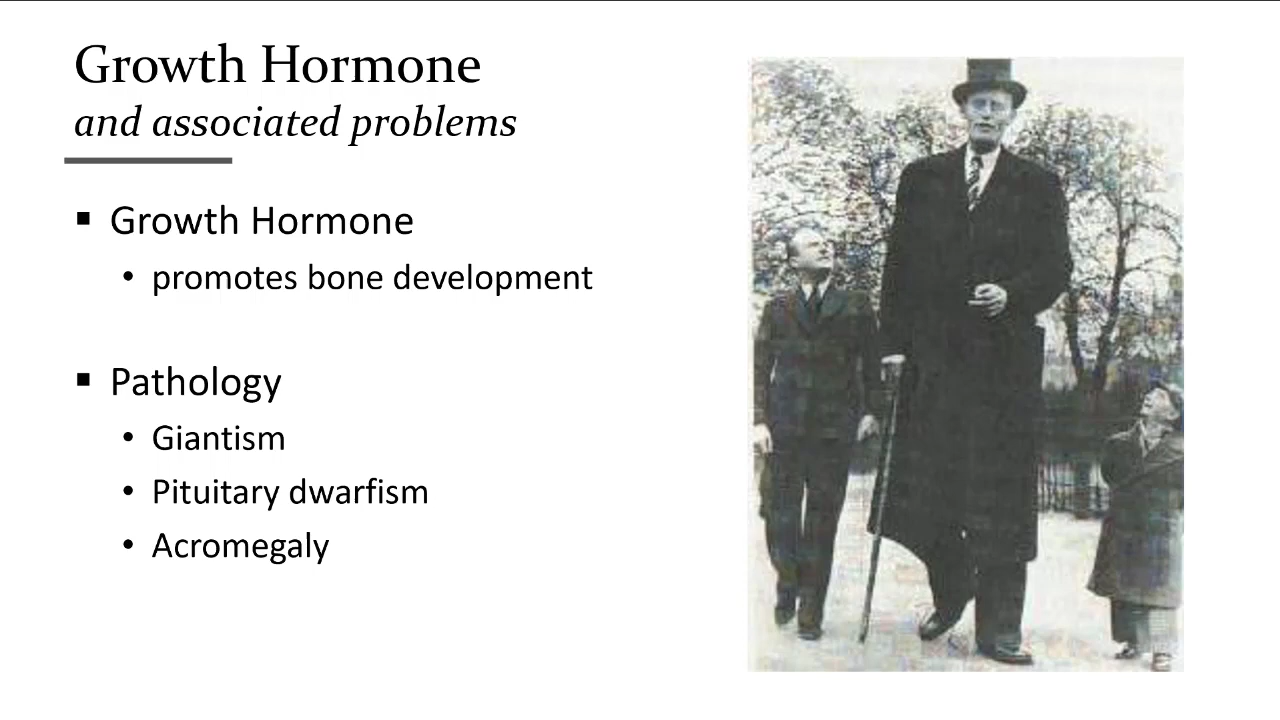 Growth Hormone
and associated problems
▪ Growth Hormone
• promotes bone development
▪ Pathology
• Giantism
• Pituitary dwarfism
• Acromegaly